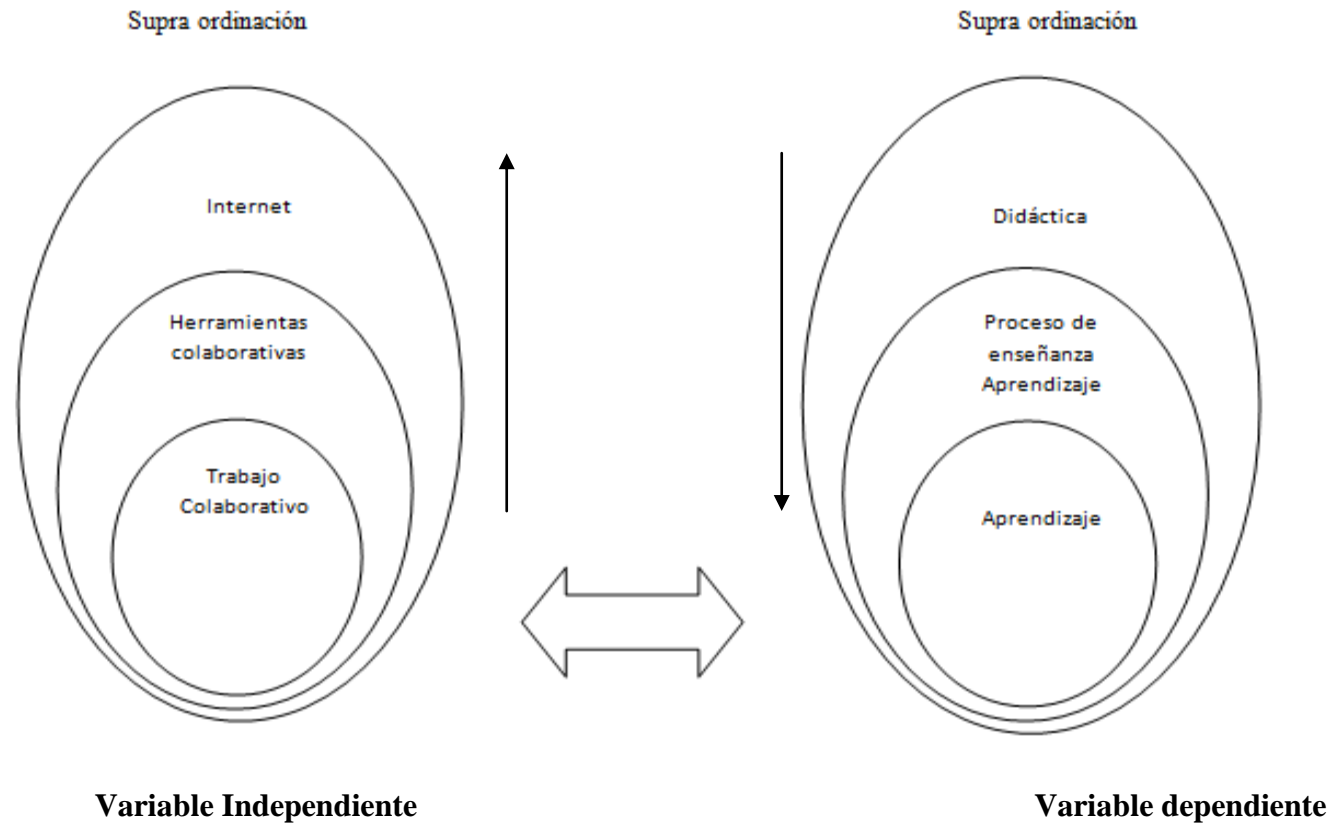 Supra ordinación
Supra ordinación
Internet
Herramientas
colaborativas
Trabajo
Colaborativo
Didáctica
Proceso de
enseñanza
Aprendizaje
Aprendizaje
Variable Independiente
Variable dependiente